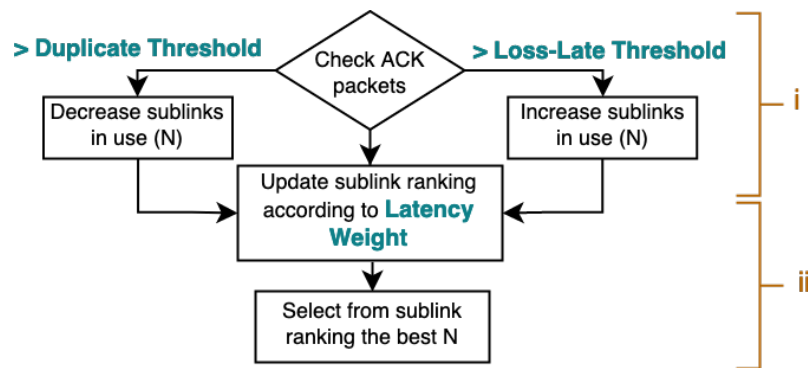 > Duplicate Threshold
Check ACK
packets
> Loss-Late Threshold
Decrease sublinks
in use (N)
Increase sublinks
in use (N)
i
Update sublink ranking
according to Latency
Weight
ii
Select from sublink
ranking the best N